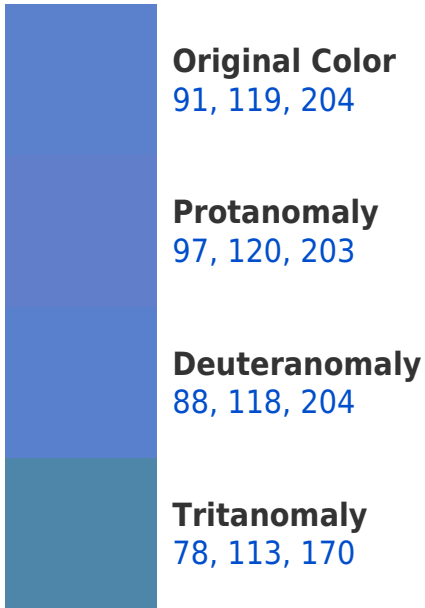 Original Color
91, 119, 204
Protanomaly
97, 120, 203
Deuteranomaly
88, 118, 204
Tritanomaly
78, 113, 170